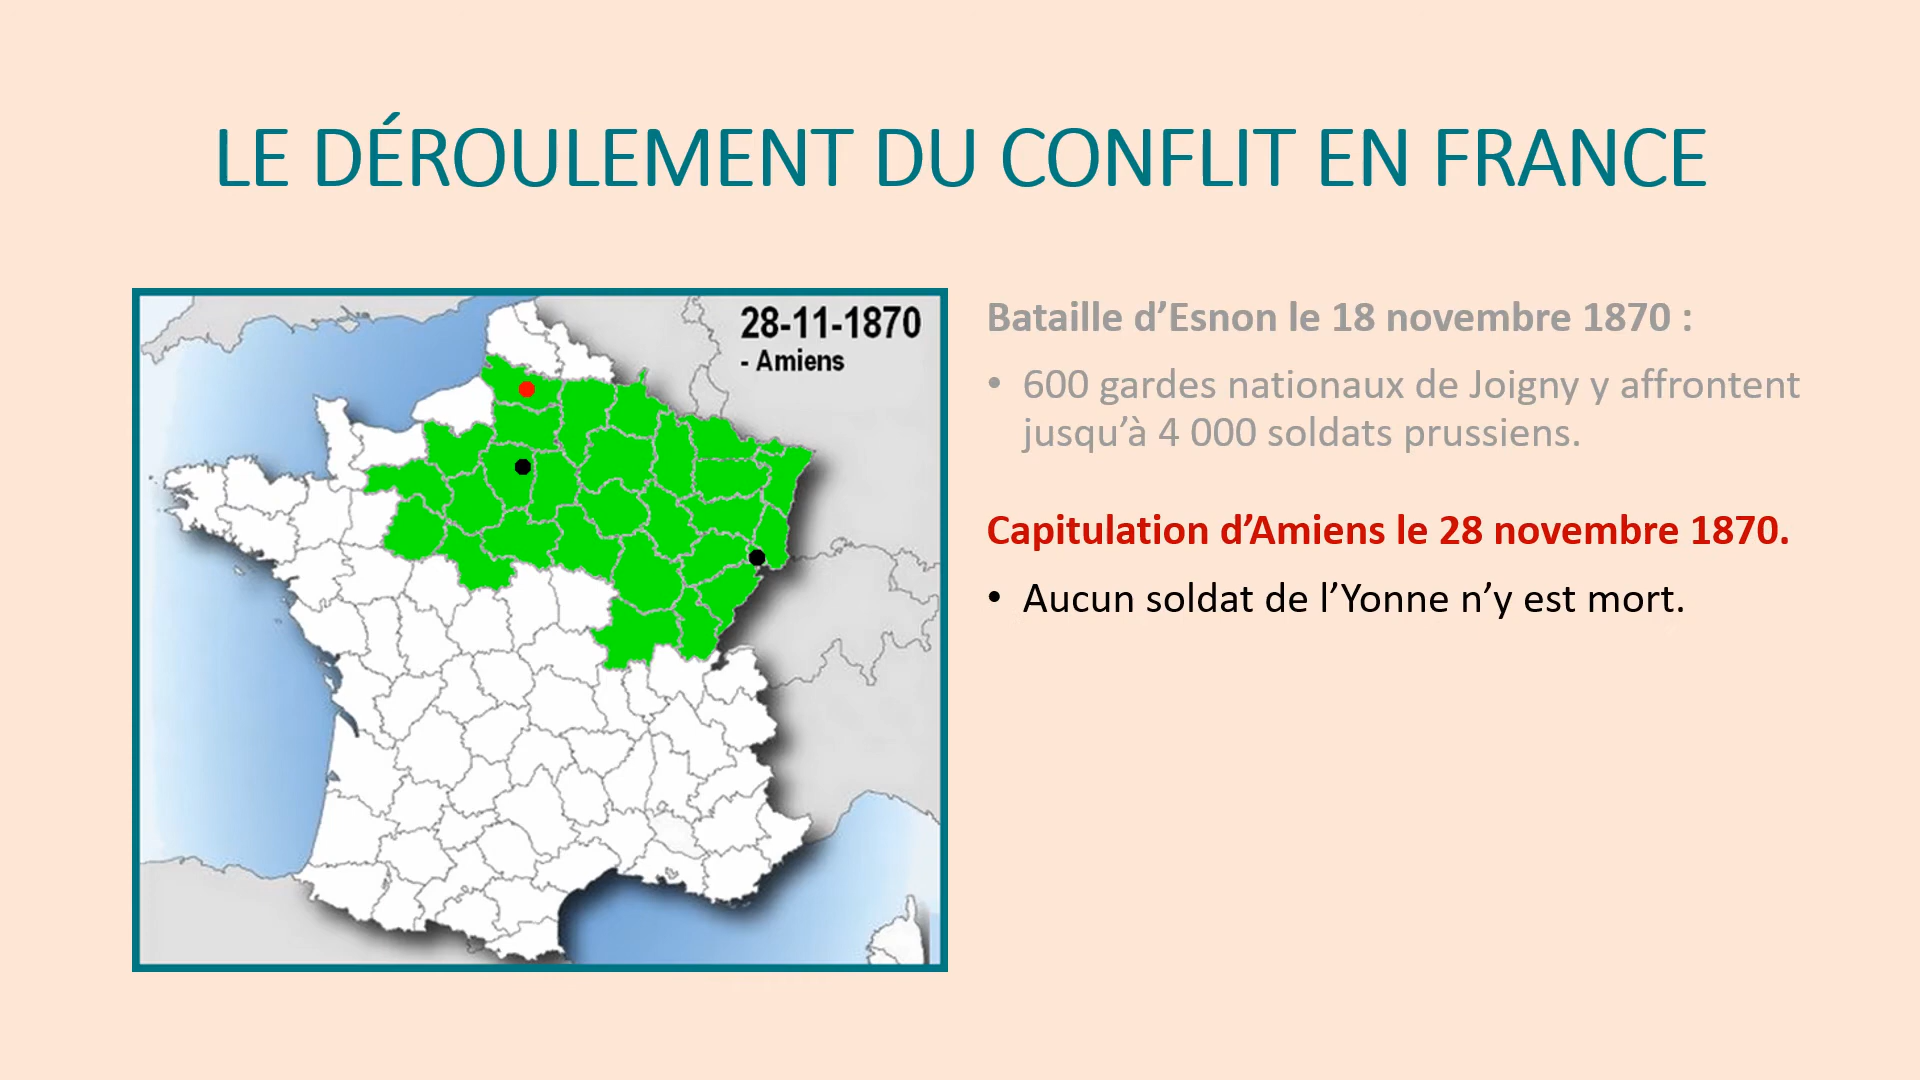 LE DÉROULEMENT DU CONFLIT EN FRANCE
28-11-1870
- Amiens
Bataille d’Esnon le 18 novembre 1870 :
• 600 gardes nationaux de Joigny y affrontent
jusqu’à 4 000 soldats prussiens.
Capitulation d’Amiens le 28 novembre 1870.
• Aucun soldat de l’Yonne n’y est mort.